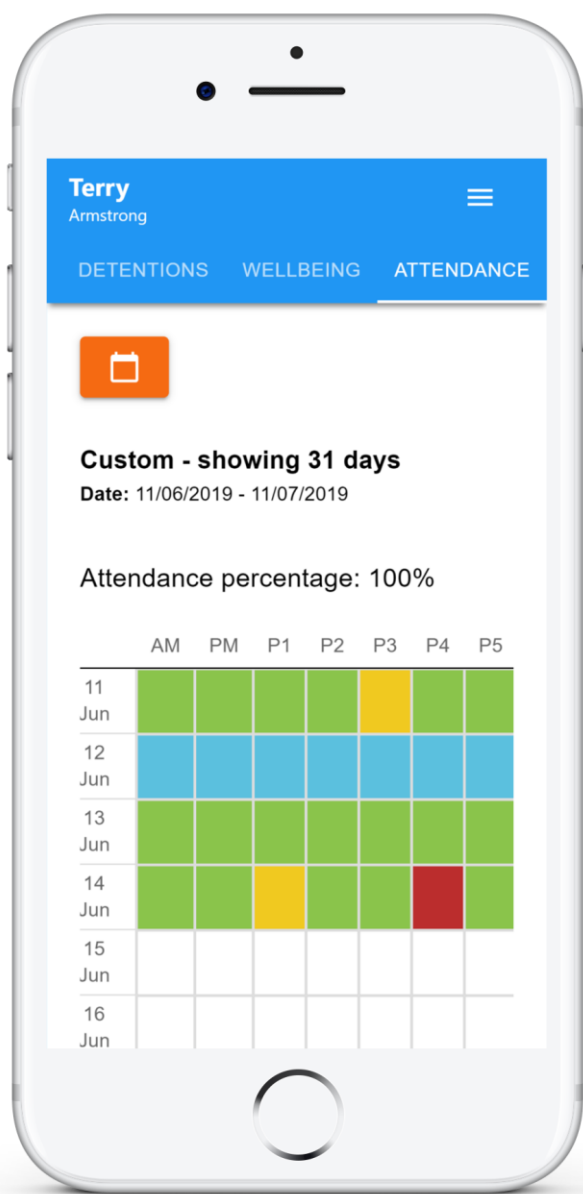 Terry
Armstrong
DETENTIONS WELLBEING ATTENDANCE
Custom - showing 31 days
Date: 11/06/2019 - 11/07/2019
Attendance percentage: 100%
AM PM P1 P2 P3 P4 P5
11
Jun
12
Jun
13
Jun
14
Jun
15
Jun
16
Jun